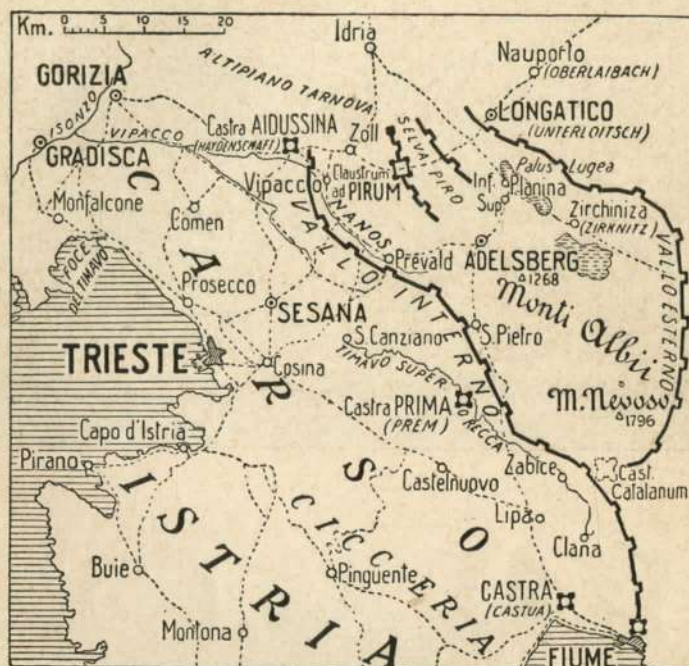 Km. 0 5 10 15 20
Idria
Nauporto
(OBERLAIBACH)
GORIZIA
ALTIPIANO TARNOVA
ISONZO
VIPACCO
Castra AIDUSSINA
(HAYDENSCHAFT)
Zoll
SELVA PIRO
LONGATICO
(UNTERLOITSCH)
GRADISCA
Vipacco
Claustrum
ad PIRUM
Palus Lugea
Inf.
Sup.
Planina
Monfalcone
Comen
NANOS
Zirchiniza
(ZIRKNITZ)
Prévald
ADELSBERG
1268
FOCE
DEL TIMAVO
Prosecco
SESANA
VALLO INTERNO
VALLO ESTERNO
Monti Albii
S. Canziano
S. Pietro
TRIESTE
Cosina
TIMAVO SUPER
O RECCA
M. Nevoso
1796
Castra PRIMA
(PREM)
Capo d'Istria
Pirano
Castelnuovo
Zabice
Cast.
Catalanum
CARSO
Lipa
Clana
ISTRIA
CICCERIA
Buie
Pinguente
CASTRA
(CASTUA)
Montona
FIUME